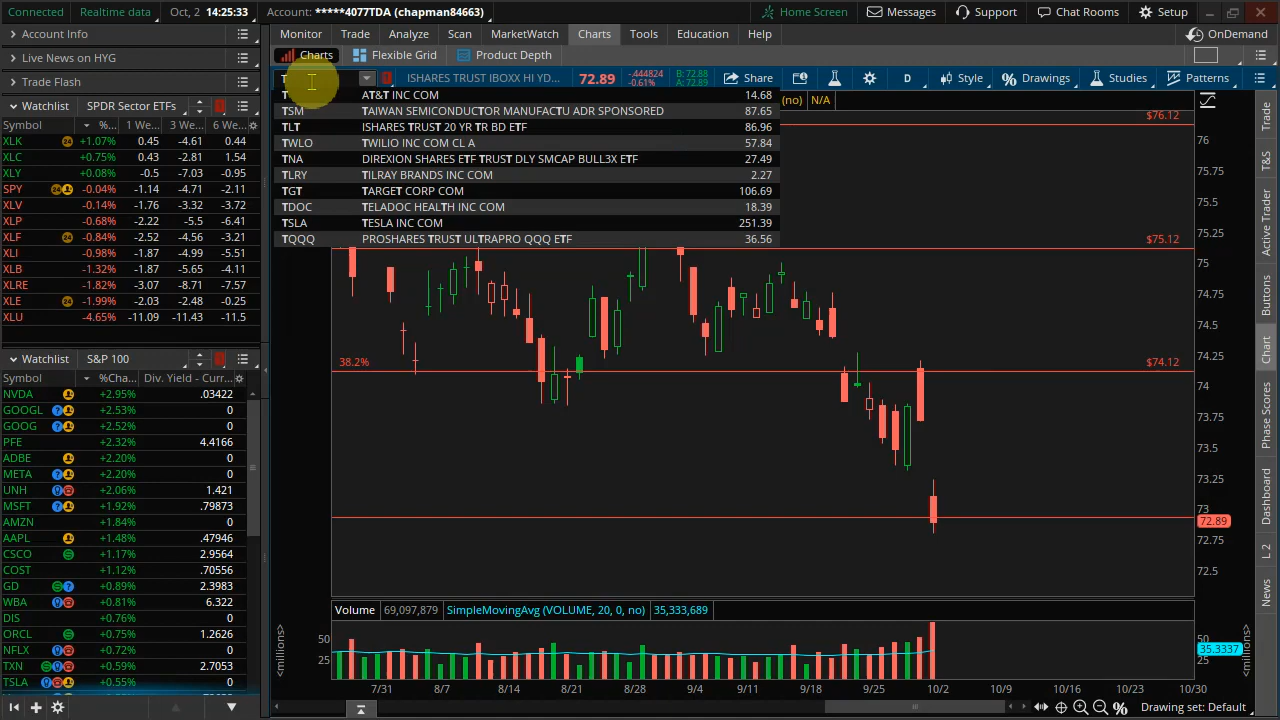 Connected Realtime data Oct, 2 14:25:33 Account: *****4077TDA (chapman84663) Home Screen Messages Support Chat Rooms Setup
Account Info
Live News on HYG
Trade Flash
Monitor Trade Analyze Scan MarketWatch Charts Tools Education Help OnDemand
Charts Flexible Grid Product Depth
T ISHARES TRUST IBOXX HI YD... 72.89 -.444824 -0.61% B: 72.88 A: 72.89 Share D Style Drawings Studies Patterns
(no) N/A
T AT&T INC COM 14.68
TSM TAIWAN SEMICONDUCTOR MANUFACTU ADR SPONSORED 87.65
TLT ISHARES TRUST 20 YR TR BD ETF 86.96
TWLO TWILIO INC COM CL A 57.84
TNA DIREXION SHARES ETF TRUST DLY SMCAP BULL3X ETF 27.49
TLRY TILRAY BRANDS INC COM 2.27
TGT TARGET CORP COM 106.69
TDOC TELADOC HEALTH INC COM 18.39
TSLA TESLA INC COM 251.39
TQQQ PROSHARES TRUST ULTRAPRO QQQ ETF 36.56
Watchlist SPDR Sector ETFs
Symbol %... 1 We... 3 We... 6 We...
XLK 24 +1.07% 0.45 -4.61 0.44
XLC +0.75% 0.43 -2.81 1.54
XLY +0.08% -0.5 -7.03 -0.95
SPY 24 -0.04% -1.14 -4.71 -2.11
XLV -0.14% -1.76 -3.32 -3.72
XLP -0.68% -2.22 -5.5 -6.41
XLF 24 -0.84% -2.52 -4.56 -3.21
XLI -0.98% -1.87 -4.99 -5.51
XLB -1.32% -1.87 -5.65 -4.11
XLRE -1.82% -3.07 -8.71 -7.57
XLE 24 -1.99% -2.03 -2.48 -0.25
XLU -4.65% -11.09 -11.43 -11.5
Watchlist S&P 100
Symbol %Cha... Div. Yield - Curr...
NVDA +2.95% .03422
GOOGL ? +2.53% 0
GOOG ? +2.52% 0
PFE +2.32% 4.4166
ADBE +2.20% 0
META ? +2.20% 0
UNH +2.06% 1.421
MSFT ? +1.92% .79873
AMZN +1.84% 0
AAPL +1.48% .47946
CSCO S +1.17% 2.9564
COST +1.12% .70556
GD S ? +0.89% 2.3983
WBA +0.81% 6.322
DIS +0.76% 0
ORCL S +0.75% 1.2626
NFLX +0.72% 0
TXN S +0.59% 2.7053
TSLA +0.55% 0
$76.12
$75.12
38.2% $74.12
76
75.75
75.5
75.25
75
74.75
74.5
74.25
74
73.75
73.5
73.25
73
72.89
72.75
72.5
Volume 69,097,879 SimpleMovingAvg (VOLUME, 20, 0, no) 35,333,689
<millions>
50
25
50
35.3337
25
<millions>
7/31 8/7 8/14 8/21 8/28 9/4 9/11 9/18 9/25 10/2 10/9 10/16 10/23 10/30
Drawing set: Default
Trade
T&S
Active Trader
Buttons
Chart
Phase Scores
Dashboard
L 2
News